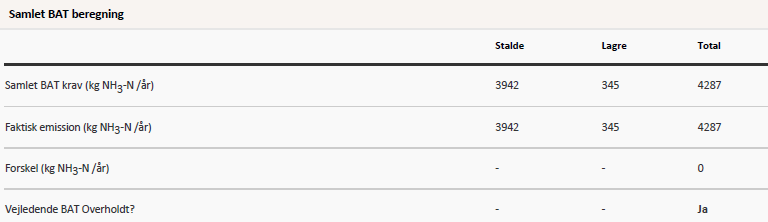 Samlet BAT beregning
Stalde Lagre Total
Samlet BAT krav (kg NH3-N /år) 3942 345 4287
Faktisk emission (kg NH3-N /år) 3942 345 4287
Forskel (kg NH3-N /år) - - 0
Vejledende BAT Overholdt? - - Ja